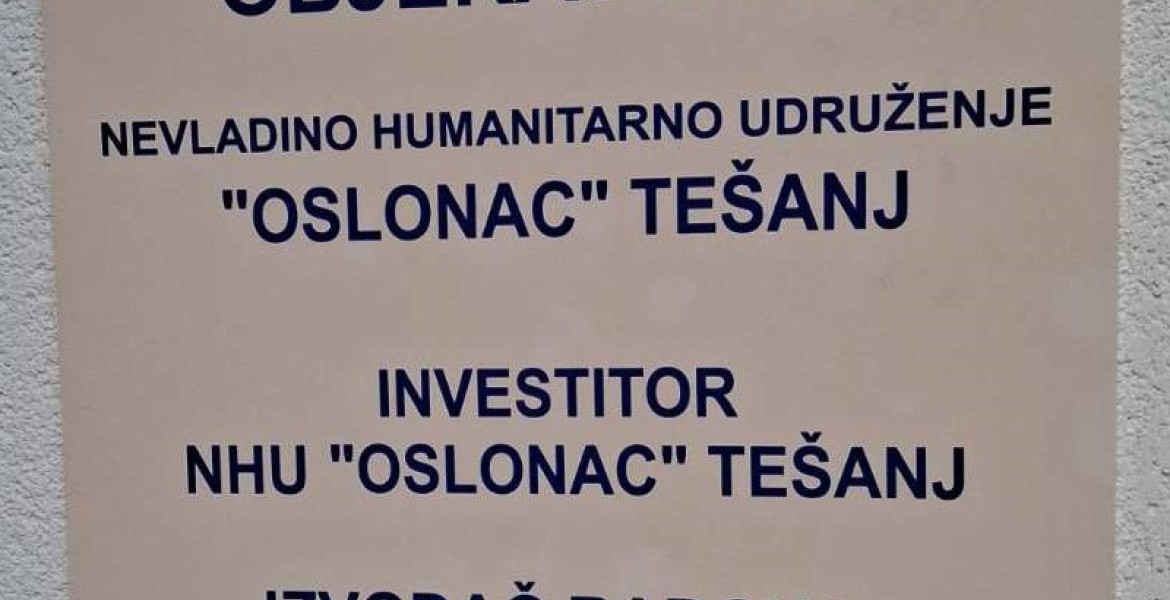 NEVLADINO HUMANITARNO UDRUŽENJE
"OSLONAC" TEŠANJ
INVESTITOR
NHU "OSLONAC" TEŠANJ